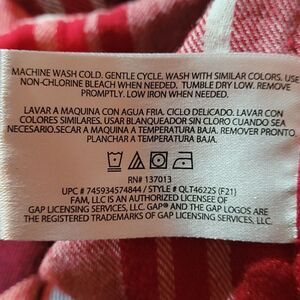 MACHINE WASH COLD. GENTLE CYCLE. WASH WITH SIMILAR COLORS. USE
NON-CHLORINE BLEACH WHEN NEEDED. TUMBLE DRY LOW. REMOVE
PROMPTLY. LOW IRON WHEN NEEDED.
LAVAR A MAQUINA CON AGUA FRIA. CICLO DELICADO. LAVAR CON
COLORES SIMILARES. USAR BLANQUEADOR SIN CLORO CUANDO SEA
NECESARIO.SECAR A MAQUINA A TEMPERATURA BAJA. REMOVER PRONTO
PLANCHAR A TEMPERATURA BAJA.
RN# 137013
UPC # 745934574844 / STYLE # QLT4622S (F21)
FAM, LLC IS AN AUTHORIZED LICENSEE OF
GAP LICENSING SERVICES, LLC. GAP® AND THE GAP LOGOS ARE
THE REGISTERED TRADEMARKS OF GAP LICENSING SERVICES, LLC.